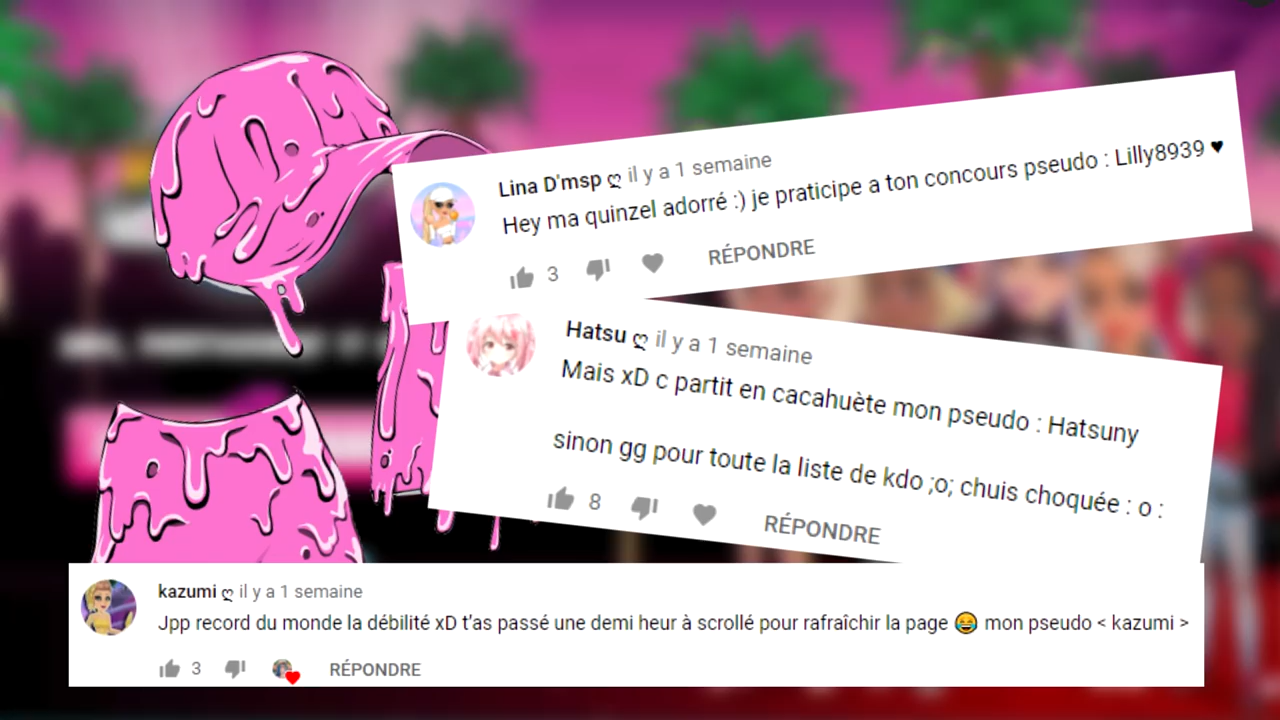 Lina D'msp ღ il y a 1 semaine
Hey ma quinzel adorré :) je praticipe a ton concours pseudo : Lilly8939 ♥
3 RÉPONDRE
Hatsu ღ il y a 1 semaine
Mais xD c partit en cacahuète mon pseudo : Hatsuny
sinon gg pour toute la liste de kdo ;o; chuis choquée : o :
8 RÉPONDRE
kazumi ღ il y a 1 semaine
Jpp record du monde la débilité xD t'as passé une demi heur à scrollé pour rafraîchir la page 😂 mon pseudo < kazumi >
3 RÉPONDRE